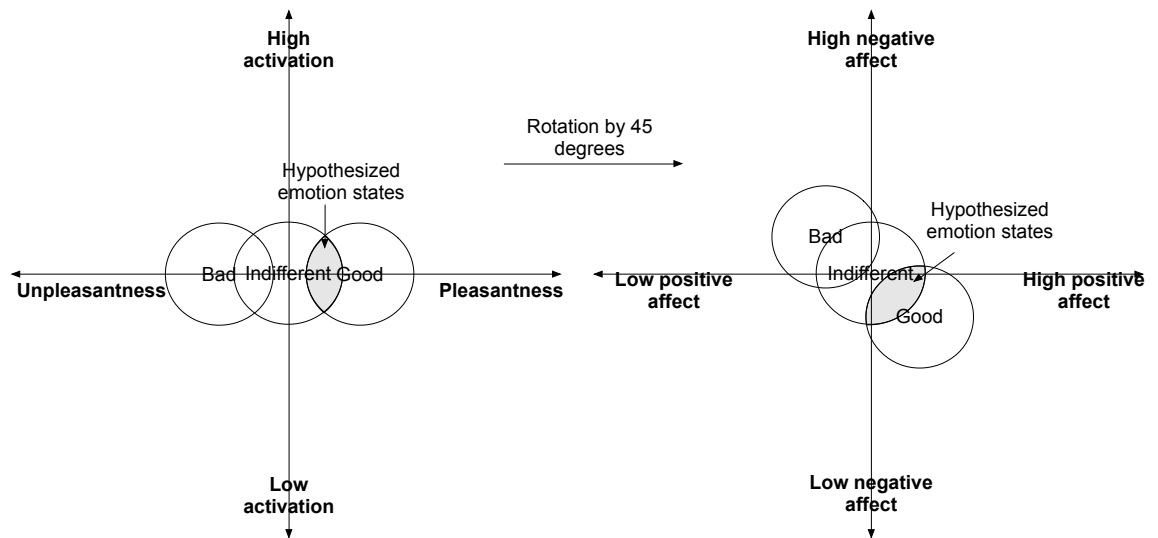 High
activation
Hypothesized
emotion states
Bad
Indifferent
Good
Unpleasantness
Pleasantness
Low
activation
Rotation by 45
degrees
High negative
affect
Hypothesized
emotion states
Bad
Indifferent
Good
Low positive
affect
High positive
affect
Low negative
affect